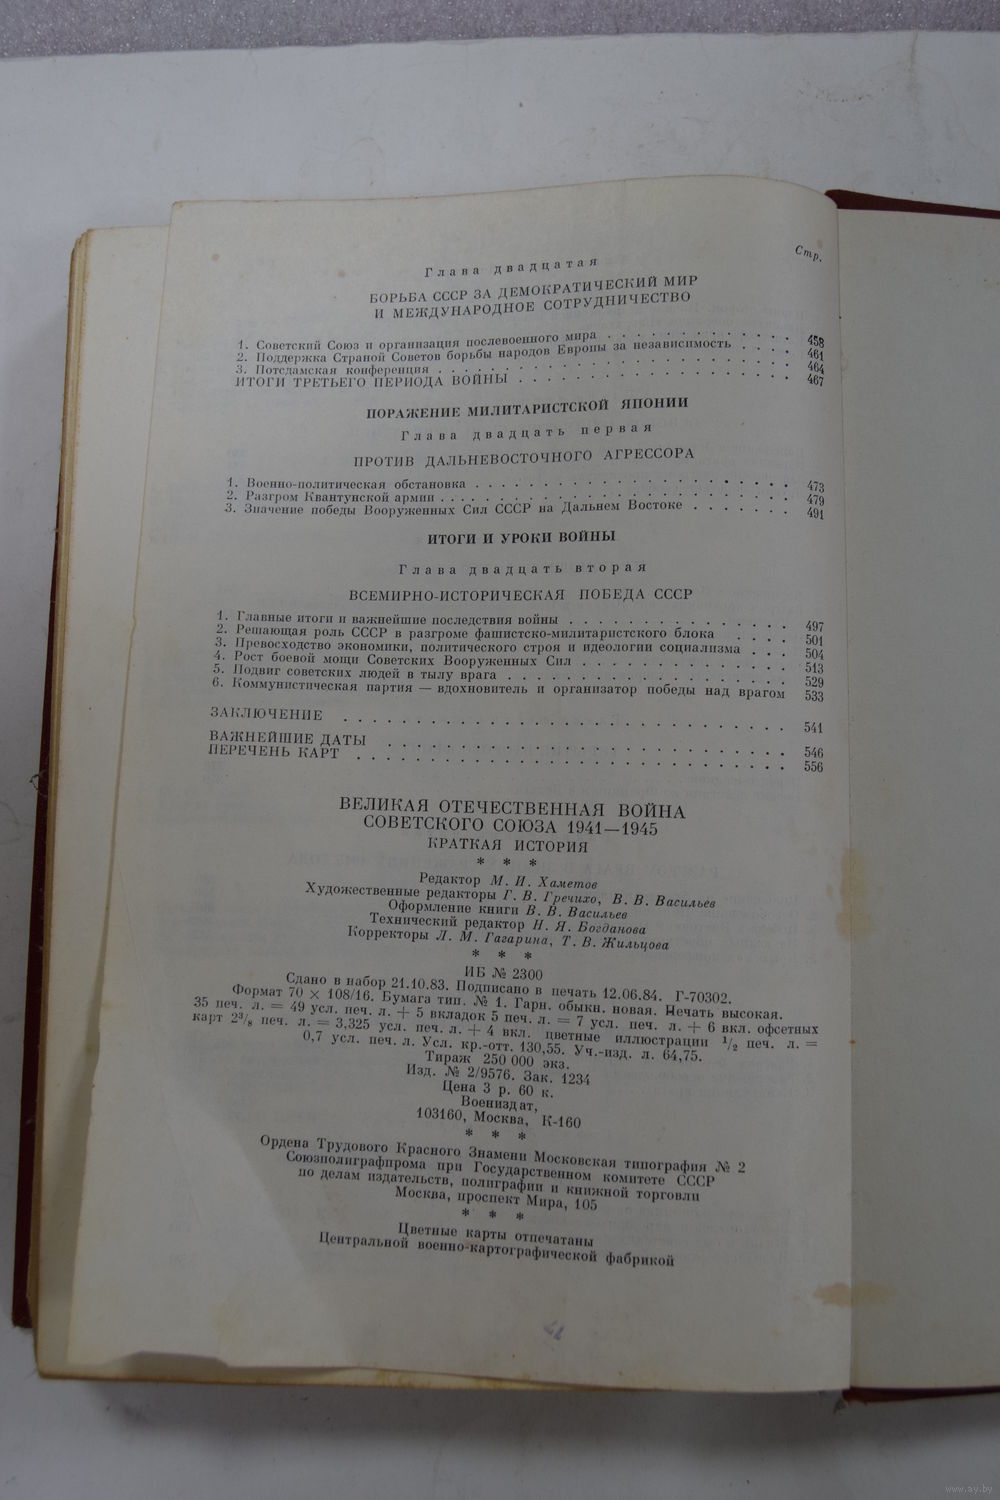 Стр.
Глава двадцатая
БОРЬБА СССР ЗА ДЕМОКРАТИЧЕСКИЙ МИР
И МЕЖДУНАРОДНОЕ СОТРУДНИЧЕСТВО
1. Советский Союз и организация послевоенного мира . . . . . . . . . . . . 458
2. Поддержка Страной Советов борьбы народов Европы за независимость . . . . 461
3. Потсдамская конференция . . . . . . . . . . . . . . . . . . . . . . . 464
ИТОГИ ТРЕТЬЕГО ПЕРИОДА ВОЙНЫ . . . . . . . . . . . . . . . . . . 467
ПОРАЖЕНИЕ МИЛИТАРИСТСКОЙ ЯПОНИИ
Глава двадцать первая
ПРОТИВ ДАЛЬНЕВОСТОЧНОГО АГРЕССОРА
1. Военно-политическая обстановка . . . . . . . . . . . . . . . . . . . . . 473
2. Разгром Квантунской армии . . . . . . . . . . . . . . . . . . . . . . . 479
3. Значение победы Вооруженных Сил СССР на Дальнем Востоке . . . . . . . 491
ИТОГИ И УРОКИ ВОЙНЫ
Глава двадцать вторая
ВСЕМИРНО-ИСТОРИЧЕСКАЯ ПОБЕДА СССР
1. Главные итоги и важнейшие последствия войны . . . . . . . . . . . . . . 497
2. Решающая роль СССР в разгроме фашистско-милитаристского блока . . . . 501
3. Превосходство экономики, политического строя и идеологии социализма . . . 504
4. Рост боевой мощи Советских Вооруженных Сил . . . . . . . . . . . . . . 513
5. Подвиг советских людей в тылу врага . . . . . . . . . . . . . . . . . . 529
6. Коммунистическая партия — вдохновитель и организатор победы над врагом 533
ЗАКЛЮЧЕНИЕ . . . . . . . . . . . . . . . . . . . . . . . . . . . . . . 541
ВАЖНЕЙШИЕ ДАТЫ . . . . . . . . . . . . . . . . . . . . . . . . . . . 546
ПЕРЕЧЕНЬ КАРТ . . . . . . . . . . . . . . . . . . . . . . . . . . . . . 556
ВЕЛИКАЯ ОТЕЧЕСТВЕННАЯ ВОЙНА
СОВЕТСКОГО СОЮЗА 1941—1945
КРАТКАЯ ИСТОРИЯ
* * *
Редактор М. И. Хаметов
Художественные редакторы Г. В. Гречихо, В. В. Васильев
Оформление книги В. В. Васильев
Технический редактор Н. Я. Богданова
Корректоры Л. М. Гагарина, Т. В. Жильцова
* * *
ИБ № 2300
Сдано в набор 21.10.83. Подписано в печать 12.06.84. Г-70302.
Формат 70 × 108/16. Бумага тип. № 1. Гарн. обыкн. новая. Печать высокая.
35 печ. л. = 49 усл. печ. л. + 5 вкладок 5 печ. л. = 7 усл. печ. л. + 6 вкл. офсетных
карт 2³/₈ печ. л. = 3,325 усл. печ. л. + 4 вкл. цветные иллюстрации ¹/₂ печ. л. =
0,7 усл. печ. л. Усл. кр.-отт. 130,55. Уч.-изд. л. 64,75.
Тираж 250 000 экз.
Изд. № 2/9576. Зак. 1234
Цена 3 р. 60 к.
Воениздат,
103160, Москва, К-160
* * *
Ордена Трудового Красного Знамени Московская типография № 2
Союзполиграфпрома при Государственном комитете СССР
по делам издательств, полиграфии и книжной торговли
Москва, проспект Мира, 105
* * *
Цветные карты отпечатаны
Центральной военно-картографической фабрикой
www.ay.by